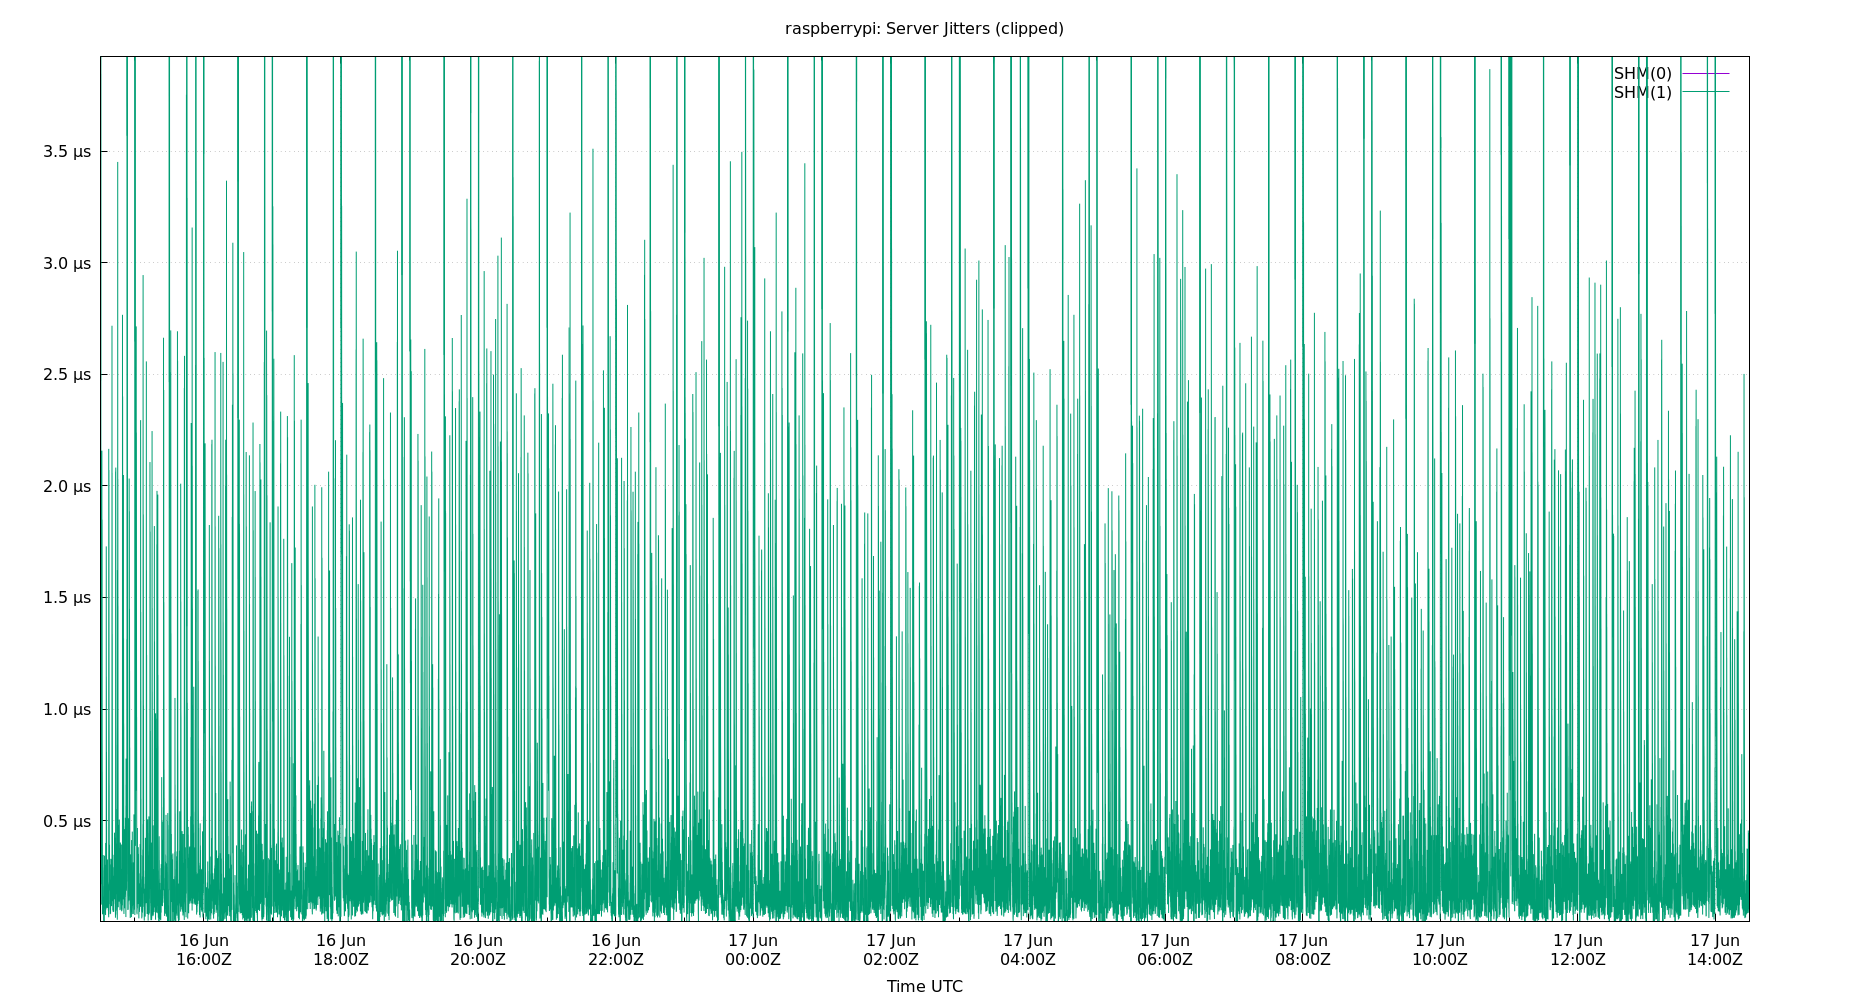 raspberrypi: Server Jitters (clipped)
SHM(0)
SHM(1)
3.5 µs
3.0 µs
2.5 µs
2.0 µs
1.5 µs
1.0 µs
0.5 µs
16 Jun 16 Jun 16 Jun 16 Jun 17 Jun 17 Jun 17 Jun 17 Jun 17 Jun 17 Jun 17 Jun 17 Jun
16:00Z 18:00Z 20:00Z 22:00Z 00:00Z 02:00Z 04:00Z 06:00Z 08:00Z 10:00Z 12:00Z 14:00Z
Time UTC